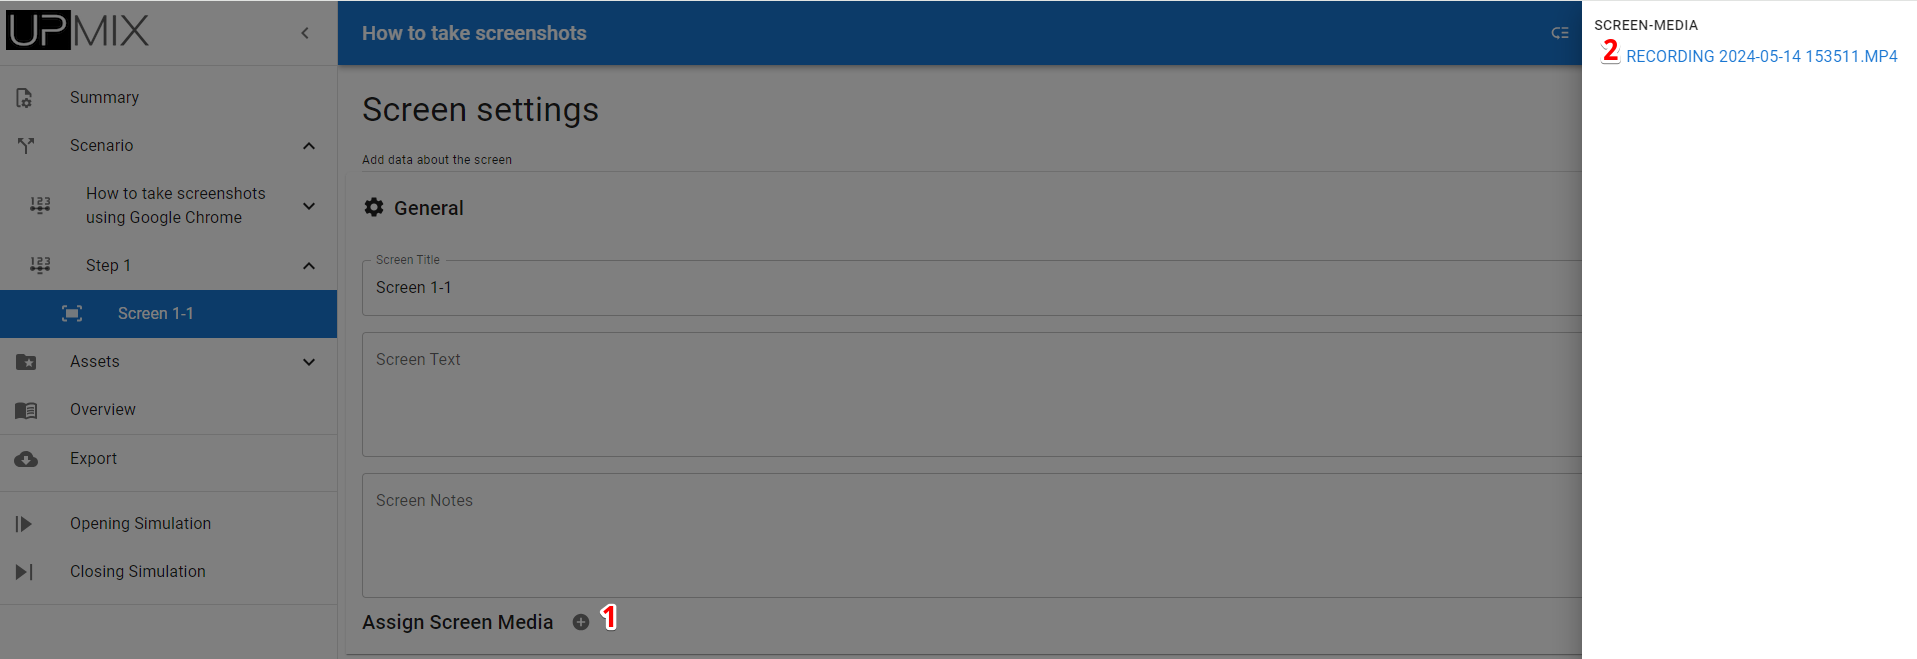 UPMIX
Summary
Scenario
How to take screenshots
using Google Chrome
Step 1
Screen 1-1
Assets
Overview
Export
Opening Simulation
Closing Simulation
How to take screenshots
Screen settings
Add data about the screen
General
Screen Title
Screen 1-1
Screen Text
Screen Notes
Assign Screen Media 1
SCREEN-MEDIA
2 RECORDING 2024-05-14 153511.MP4